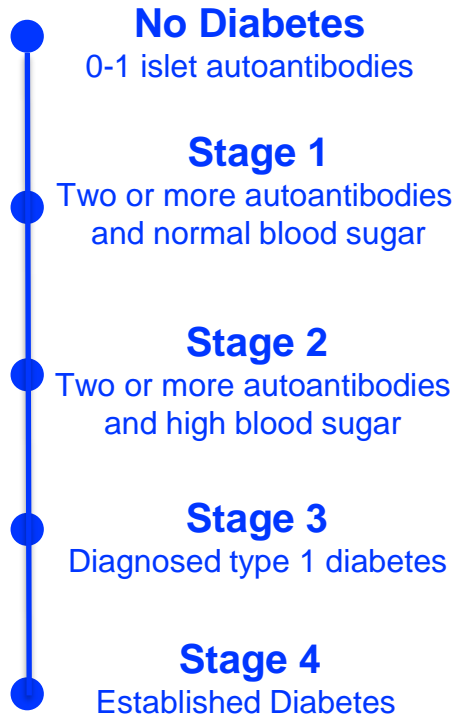 No Diabetes
0-1 islet autoantibodies
Stage 1
Two or more autoantibodies
and normal blood sugar
Stage 2
Two or more autoantibodies
and high blood sugar
Stage 3
Diagnosed type 1 diabetes
Stage 4
Established Diabetes